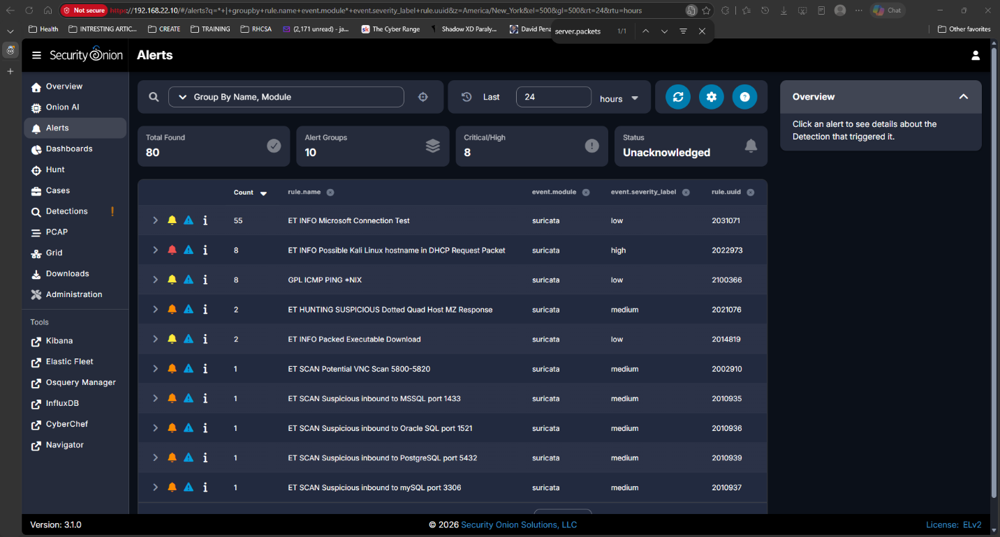 Not secure https://192.168.22.10/#/alerts?q=*+|+groupby+rule.name+event.module*+event.severity_label+rule.uuid&z=America/New_York&el=500&gl=500&rt=24&rtu=hours Chat
Health INTRESTING ARTIC... CREATE TRAINING RHCSA (2,171 unread) - ja... The Cyber Range Shadow XD Paraly... David Pena Other favorites
server.packets 1/1
Security Onion
Alerts
Overview
Onion AI
Alerts
Dashboards
Hunt
Cases
Detections !
PCAP
Grid
Downloads
Administration
Tools
Kibana
Elastic Fleet
Osquery Manager
InfluxDB
CyberChef
Navigator
Group By Name, Module
Last 24 hours
Total Found
80
Alert Groups
10
Critical/High
8
Status
Unacknowledged
Count rule.name event.module event.severity_label rule.uuid
55 ET INFO Microsoft Connection Test suricata low 2031071
8 ET INFO Possible Kali Linux hostname in DHCP Request Packet suricata high 2022973
8 GPL ICMP PING *NIX suricata low 2100366
2 ET HUNTING SUSPICIOUS Dotted Quad Host MZ Response suricata medium 2021076
2 ET INFO Packed Executable Download suricata low 2014819
1 ET SCAN Potential VNC Scan 5800-5820 suricata medium 2002910
1 ET SCAN Suspicious inbound to MSSQL port 1433 suricata medium 2010935
1 ET SCAN Suspicious inbound to Oracle SQL port 1521 suricata medium 2010936
1 ET SCAN Suspicious inbound to PostgreSQL port 5432 suricata medium 2010939
1 ET SCAN Suspicious inbound to mySQL port 3306 suricata medium 2010937
Overview
Click an alert to see details about the
Detection that triggered it.
Version: 3.1.0
© 2026 Security Onion Solutions, LLC
License: ELv2